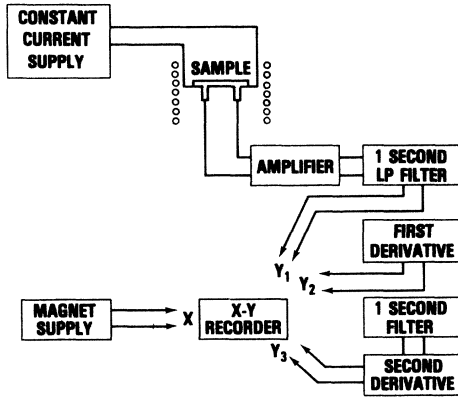 CONSTANT
CURRENT
SUPPLY
SAMPLE
AMPLIFIER
1 SECOND
LP FILTER
FIRST
DERIVATIVE
Y1
Y2
MAGNET
SUPPLY
X
X-Y
RECORDER
1 SECOND
FILTER
Y3
SECOND
DERIVATIVE